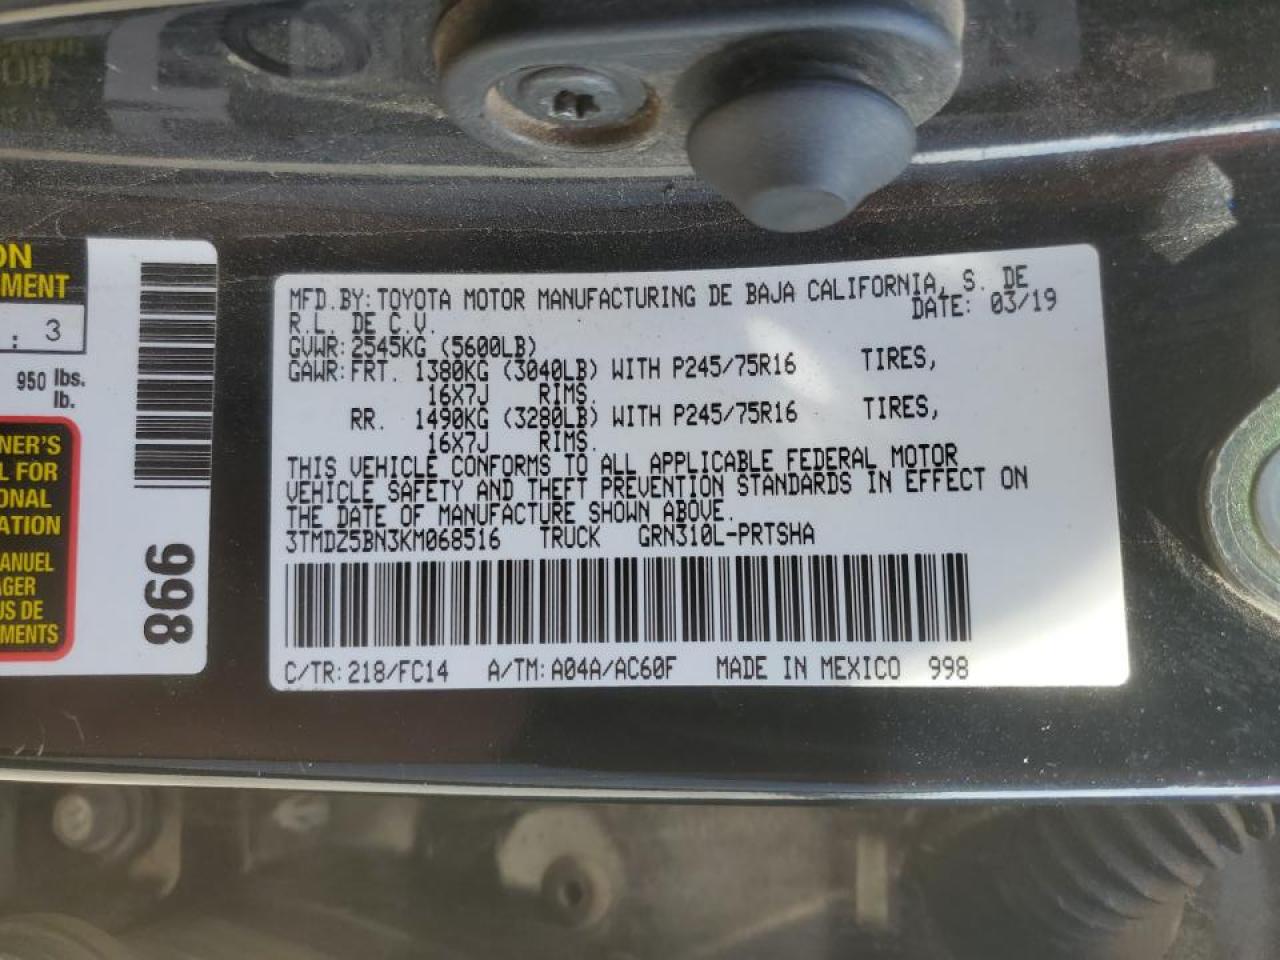 ON
MENT
: 3
950 lbs.
lb.
NER'S
L FOR
ONAL
ATION
ANUEL
AGER
US DE
MENTS
998
MFD.BY:TOYOTA MOTOR MANUFACTURING DE BAJA CALIFORNIA, S. DE
R.L. DE C.V. DATE: 03/19
GVWR:2545KG (5600LB)
GAWR:FRT. 1380KG (3040LB) WITH P245/75R16 TIRES,
16X7J RIMS.
RR. 1490KG (3280LB) WITH P245/75R16 TIRES,
16X7J RIMS.
THIS VEHICLE CONFORMS TO ALL APPLICABLE FEDERAL MOTOR
VEHICLE SAFETY AND THEFT PREVENTION STANDARDS IN EFFECT ON
THE DATE OF MANUFACTURE SHOWN ABOVE.
3TMDZ5BN3KM068516 TRUCK GRN310L-PRTSHA
C/TR:218/FC14 A/TM:A04A/AC60F MADE IN MEXICO 998